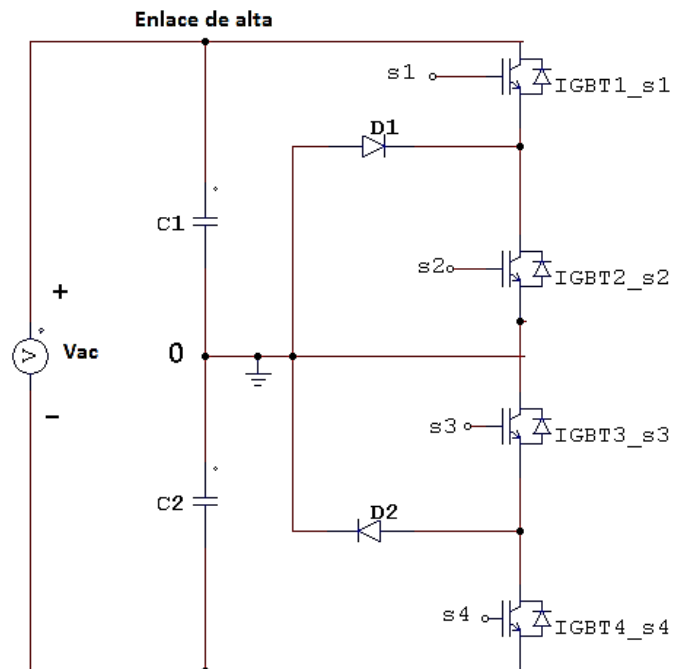 Enlace de alta
s1
IGBT1_s1
D1
C1
s2
IGBT2_s2
+
V
Vac
0
−
s3
IGBT3_s3
C2
D2
s4
IGBT4_s4